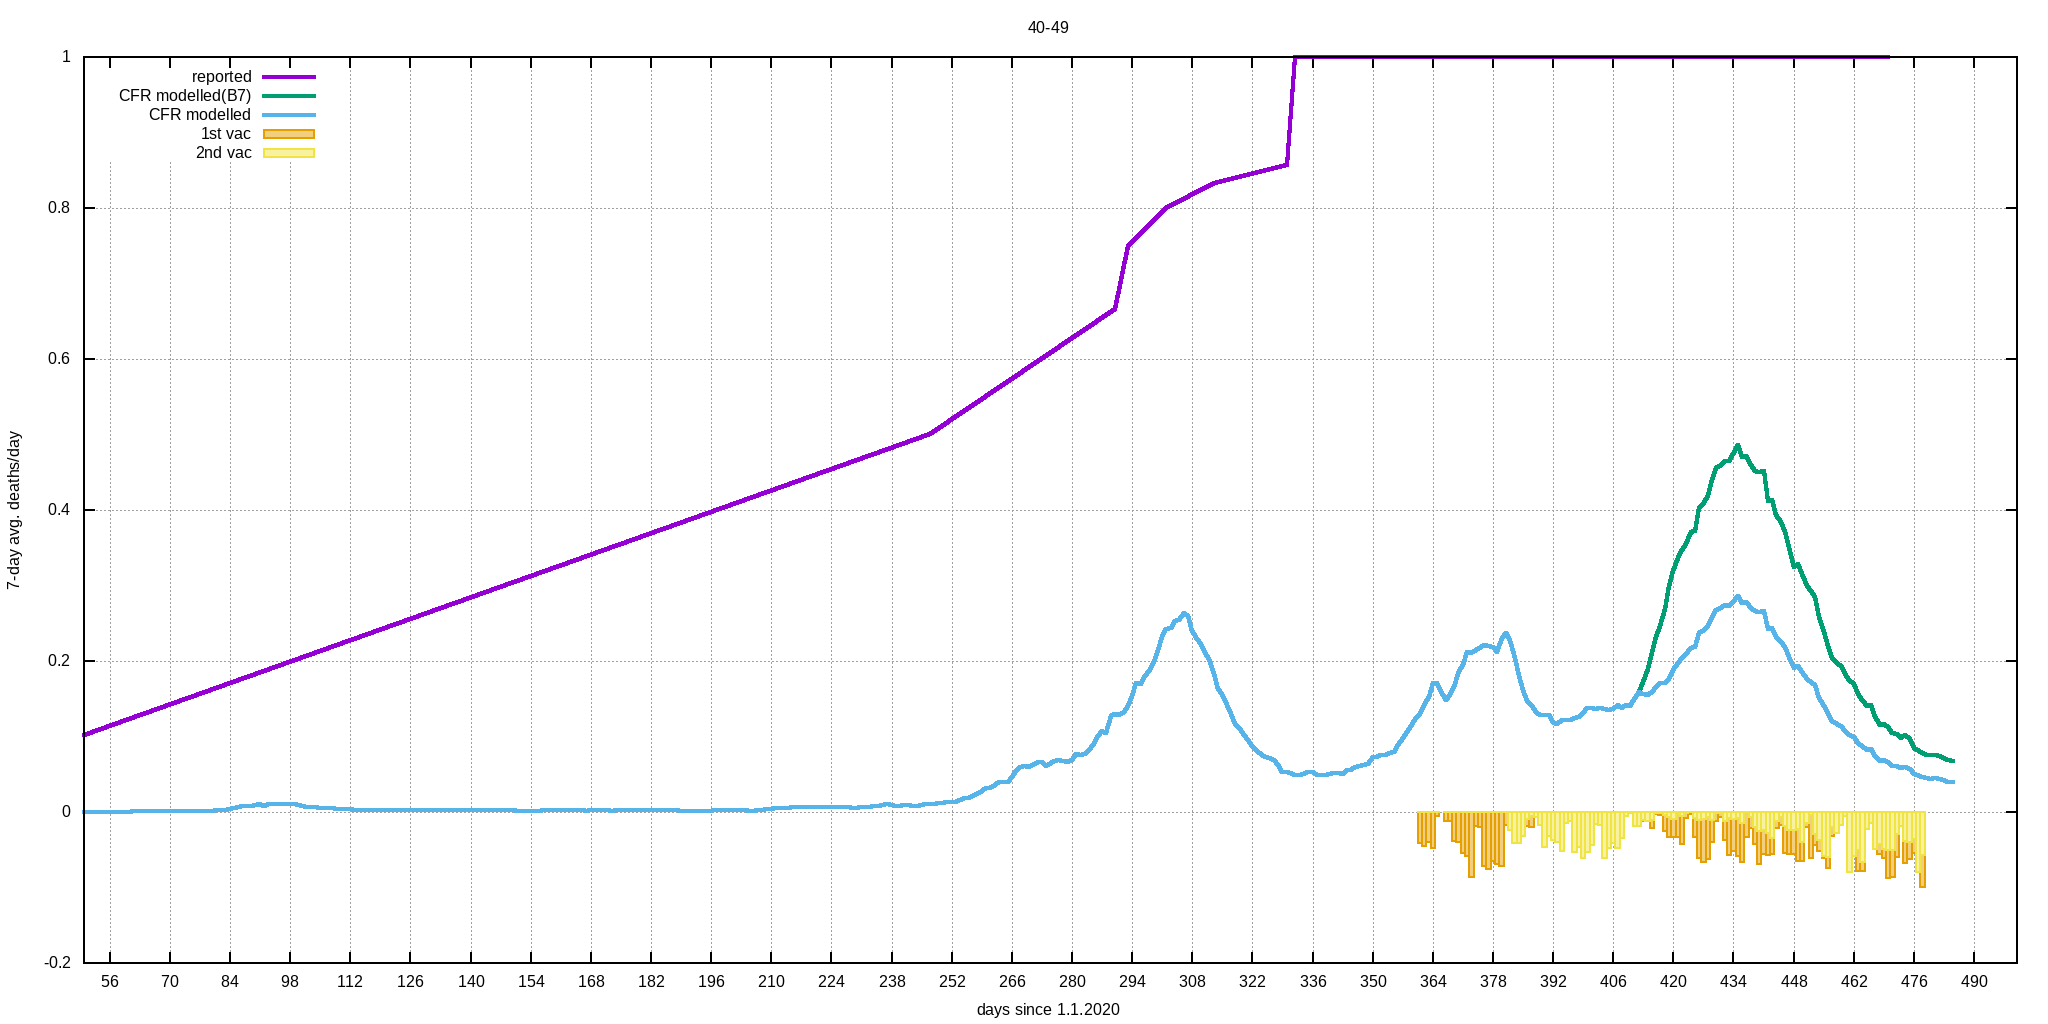 40-49
1
reported
CFR modelled(B7)
CFR modelled
1st vac
2nd vac
0.8
0.6
0.4
0.2
0
-0.2
7-day avg. deaths/day
56 70 84 98 112 126 140 154 168 182 196 210 224 238 252 266 280 294 308 322 336 350 364 378 392 406 420 434 448 462 476 490
days since 1.1.2020